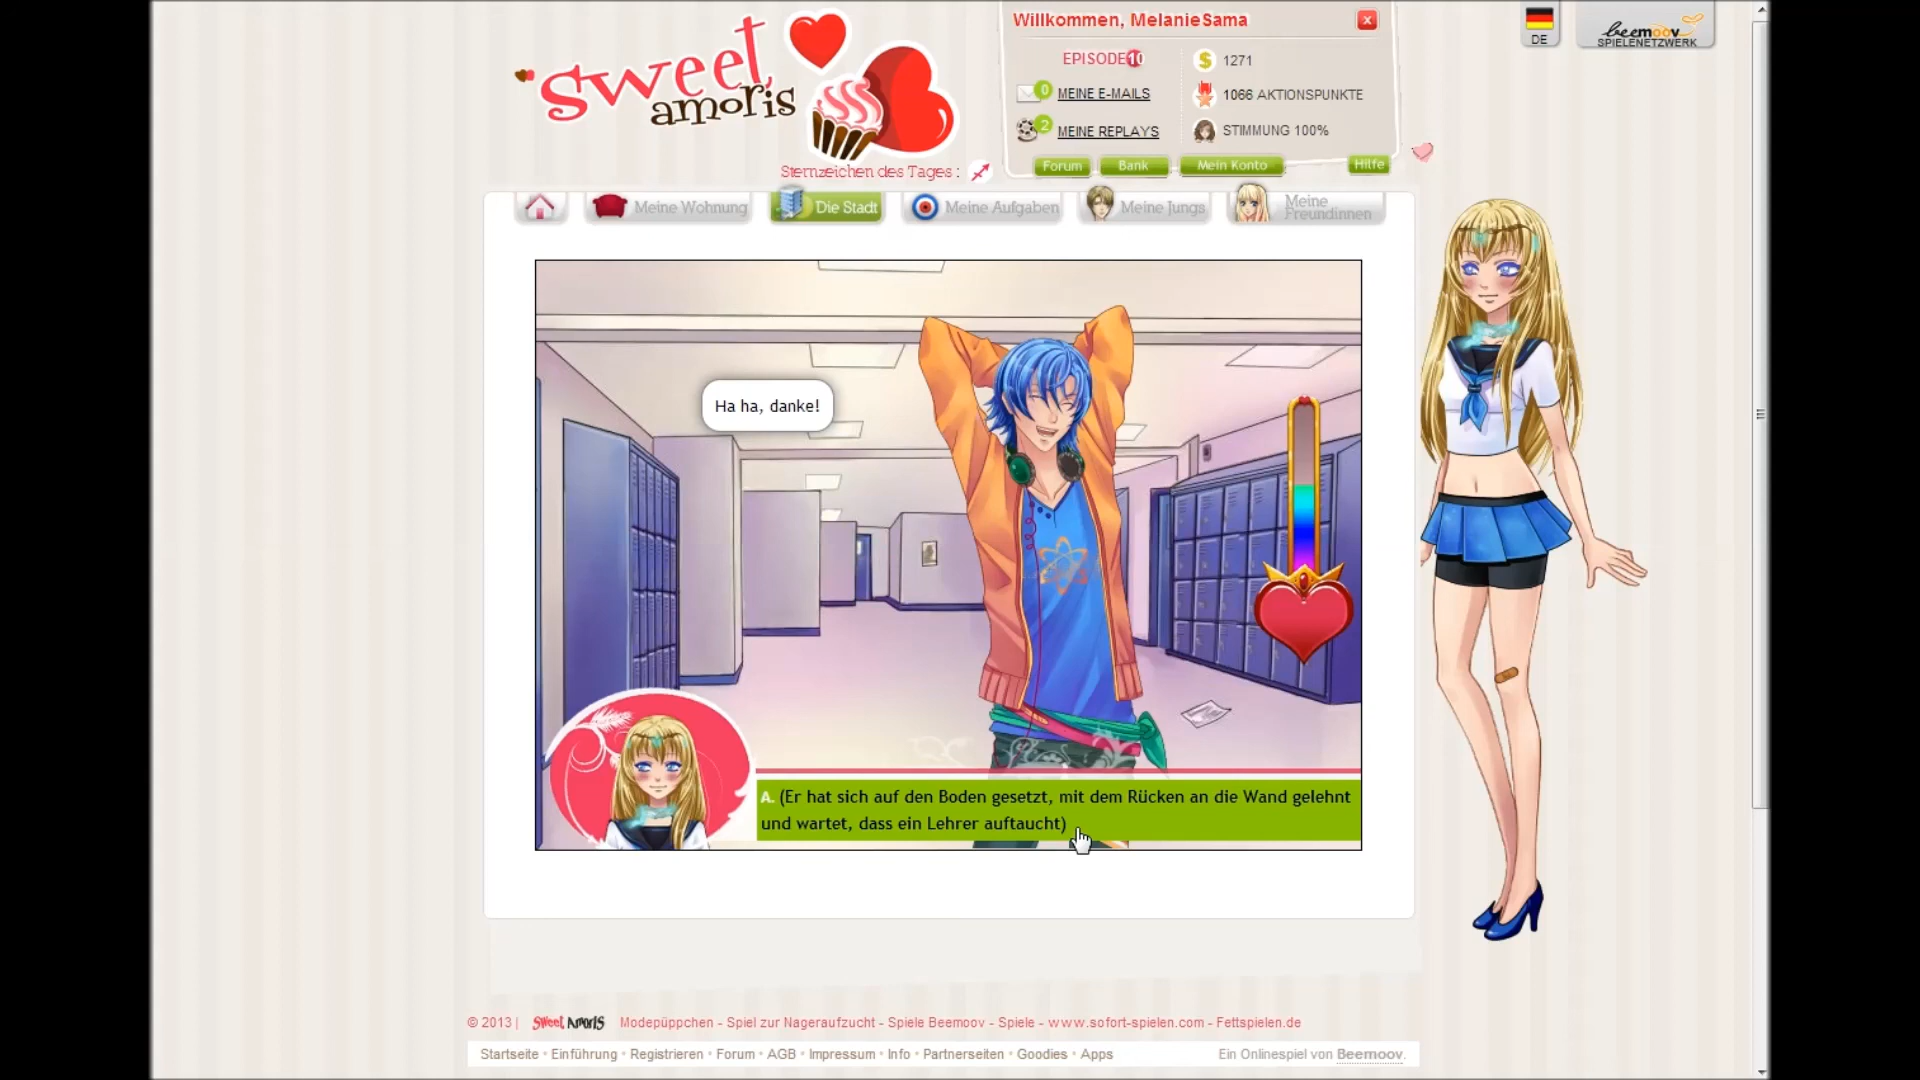 sweet amoris
Sternzeichen des Tages :
Willkommen, MelanieSama
x
EPISODE 10
0 MEINE E-MAILS
2 MEINE REPLAYS
$ 1271
1066 AKTIONSPUNKTE
STIMMUNG 100%
Forum
Bank
Mein Konto
Hilfe
DE
beemoov
SPIELENETZWERK
Meine Wohnung
Die Stadt
Meine Aufgaben
Meine Jungs
Meine
Freundinnen
Ha ha, danke!
A. (Er hat sich auf den Boden gesetzt, mit dem Rücken an die Wand gelehnt
und wartet, dass ein Lehrer auftaucht)
© 2013 | Sweet Amoris Modepüppchen - Spiel zur Nageraufzucht - Spiele Beemoov - Spiele - www.sofort-spielen.com - Fettspielen.de
Startseite • Einführung • Registrieren • Forum • AGB • Impressum • Info • Partnerseiten • Goodies • Apps
Ein Onlinespiel von Beemoov.